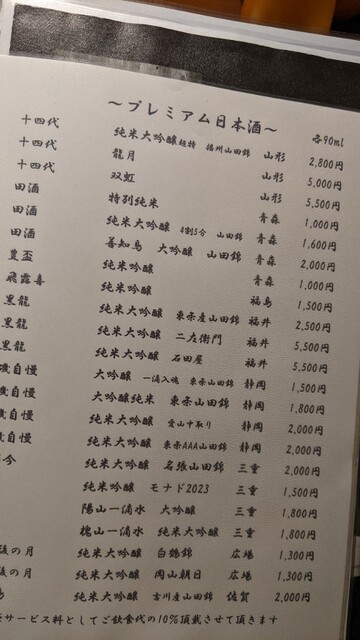 ～プレミアム日本酒～
各90ml
十四代 純米大吟醸 超特 播州山田錦 山形 2,800円
十四代 龍月 山形 5,000円
十四代 双虹 山形 5,500円
田酒 特別純米 青森 1,000円
田酒 純米大吟醸 4割5分 山田錦 青森 1,600円
田酒 善知鳥 大吟醸 山田錦 青森 2,000円
豊盃 純米吟醸 青森 1,000円
飛露喜 純米吟醸 福島 1,500円
黒龍 純米大吟醸 東条産山田錦 福井 2,500円
黒龍 純米大吟醸 二左衛門 福井 5,500円
黒龍 純米大吟醸 石田屋 福井 5,500円
磯自慢 大吟醸 一滴入魂 東条山田錦 静岡 1,500円
磯自慢 大吟醸純米 東条山田錦 静岡 1,800円
磯自慢 純米大吟醸 愛山中取り 静岡 2,000円
磯自慢 純米大吟醸 東条AAA山田錦 静岡 2,000円
今 純米大吟醸 名張山田錦 三重 2,000円
純米吟醸 モナド2023 三重 1,500円
陽山一滴水 大吟醸 三重 1,800円
槐山一滴水 純米大吟醸 三重 1,800円
後の月 純米大吟醸 白鶴錦 広場 1,300円
の月 純米大吟醸 岡山朝日 広場 1,300円
島 純米大吟醸 吉川産山田錦 佐賀 2,000円
サービス料としてご飲食代の10%頂戴させて頂きます